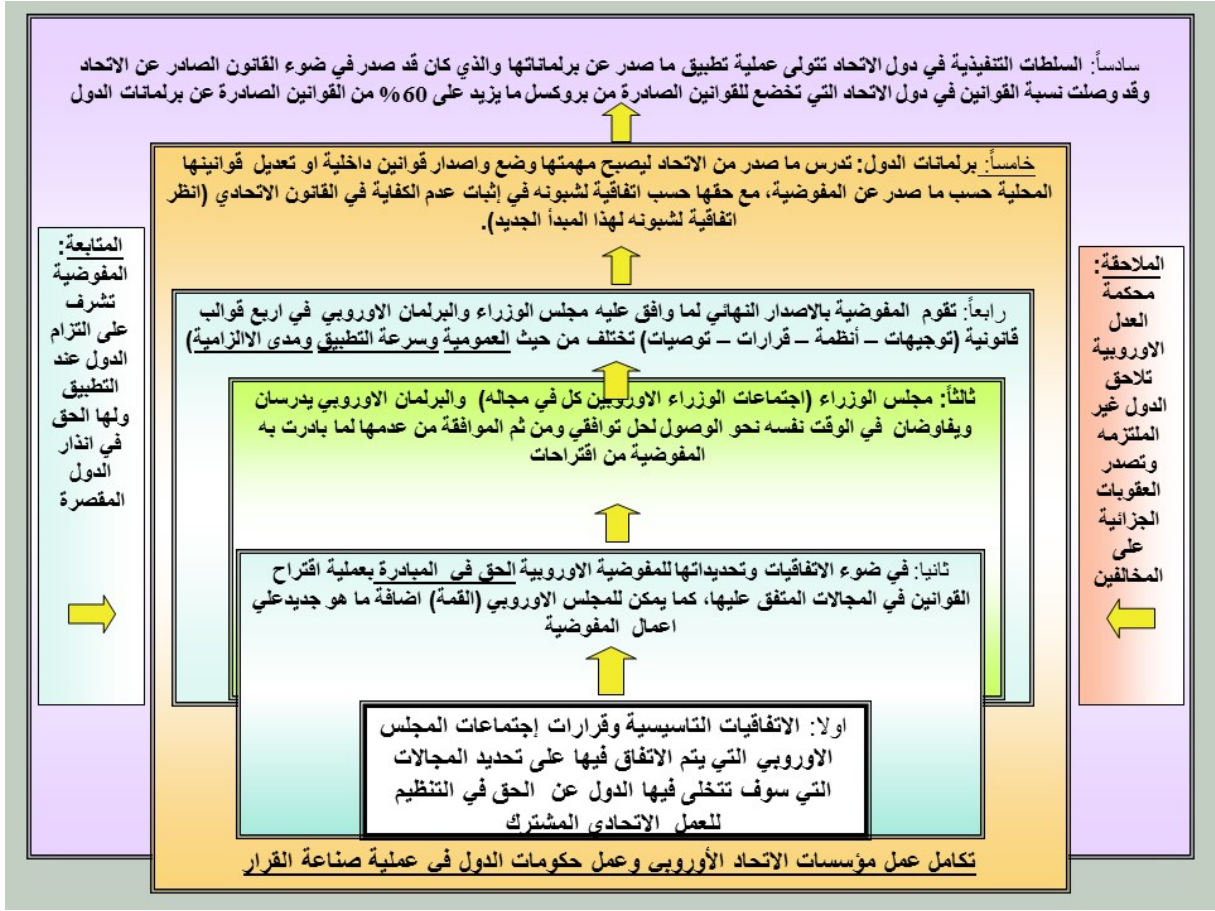 سادساً: السلطات التنفيذية في دول الاتحاد تتولى عملية تطبيق ما صدر عن برلماناتها والذي كان قد صدر في ضوء القانون الصادر عن الاتحاد
وقد وصلت نسبة القوانين في دول الاتحاد التي تخضع للقوانين الصادرة من بروكسل ما يزيد على 60% من القوانين الصادرة عن برلمانات الدول
خامساً: برلمانات الدول: تدرس ما صدر من الاتحاد ليصبح مهمتها وضع واصدار قوانين داخلية او تعديل قوانينها
المحلية حسب ما صدر عن المفوضية، مع حقها حسب اتفاقية لشبونه في إثبات عدم الكفاية في القانون الاتحادي (انظر
اتفاقية لشبونه لهذا المبدأ الجديد).
الملاحقة:
محكمة
العدل
الاوروبية
تلاحق
الدول غير
الملتزمه
وتصدر
العقوبات
الجزائية
على
المخالفين
المتابعة:
المفوضية
تشرف
على التزام
الدول عند
التطبيق
ولها الحق
في انذار
الدول
المقصرة
رابعاً: تقوم المفوضية بالاصدار النهائي لما وافق عليه مجلس الوزراء والبرلمان الاوروبي في اربع قوالب
قانونية (توجيهات – أنظمة – قرارات – توصيات) تختلف من حيث العمومية وسرعة التطبيق ومدى الاالزامية)
ثالثاً: مجلس الوزراء (اجتماعات الوزراء الاوروبين كل في مجاله) والبرلمان الاوروبي يدرسان
ويفاوضان في الوقت نفسه نحو الوصول لحل توافقي ومن ثم الموافقة من عدمها لما بادرت به
المفوضية من اقتراحات
ثانيا: في ضوء الاتفاقيات وتحديداتها للمفوضية الاوروبية الحق في المبادرة بعملية اقتراح
القوانين في المجالات المتفق عليها، كما يمكن للمجلس الاوروبي (القمة) اضافة ما هو جديدعلي
اعمال المفوضية
اولا: الاتفاقيات التاسيسية وقرارات إجتماعات المجلس
الاوروبي التي يتم الاتفاق فيها على تحديد المجالات
التي سوف تتخلى فيها الدول عن الحق في التنظيم
للعمل الاتحادي المشترك
تكامل عمل مؤسسات الاتحاد الأوروبي وعمل حكومات الدول في عملية صناعة القرار